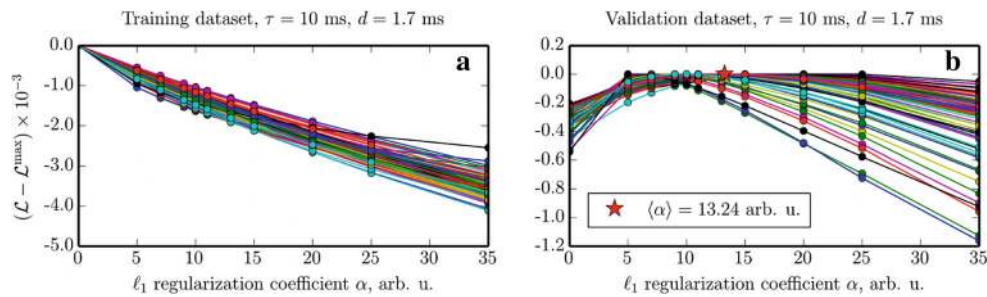 Training dataset, τ = 10 ms, d = 1.7 ms
a
(ℒ − ℒ^max) × 10⁻³
0.0
-1.0
-2.0
-3.0
-4.0
-5.0
0 5 10 15 20 25 30 35
ℓ₁ regularization coefficient α, arb. u.
Validation dataset, τ = 10 ms, d = 1.7 ms
b
0.2
0.0
-0.2
-0.4
-0.6
-0.8
-1.0
-1.2
⟨α⟩ = 13.24 arb. u.
0 5 10 15 20 25 30 35
ℓ₁ regularization coefficient α, arb. u.